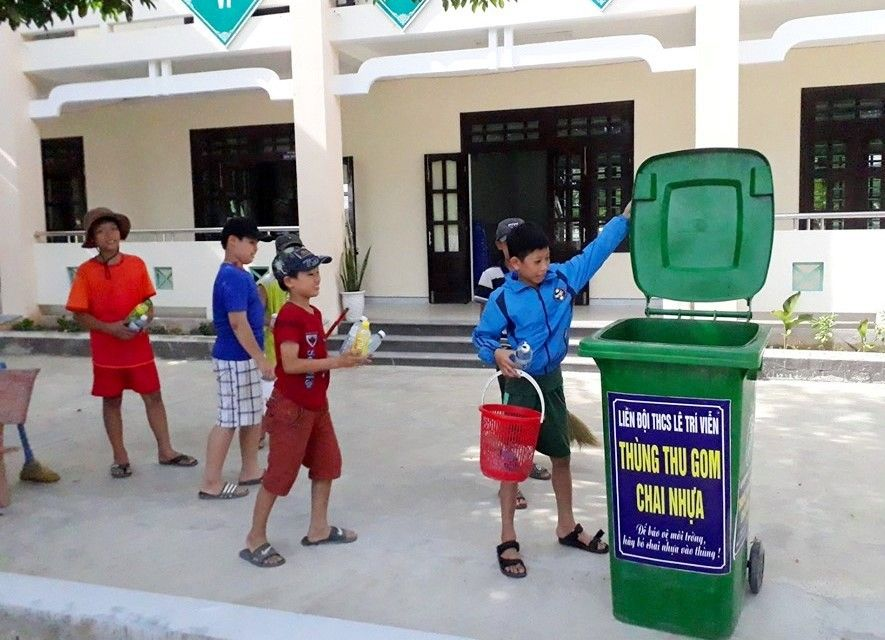 LIÊN ĐỘI THCS LÊ TRÍ VIỄN
THÙNG THU GOM
CHAI NHỰA
Để bảo vệ môi trường,
hãy bỏ chai nhựa vào thùng !